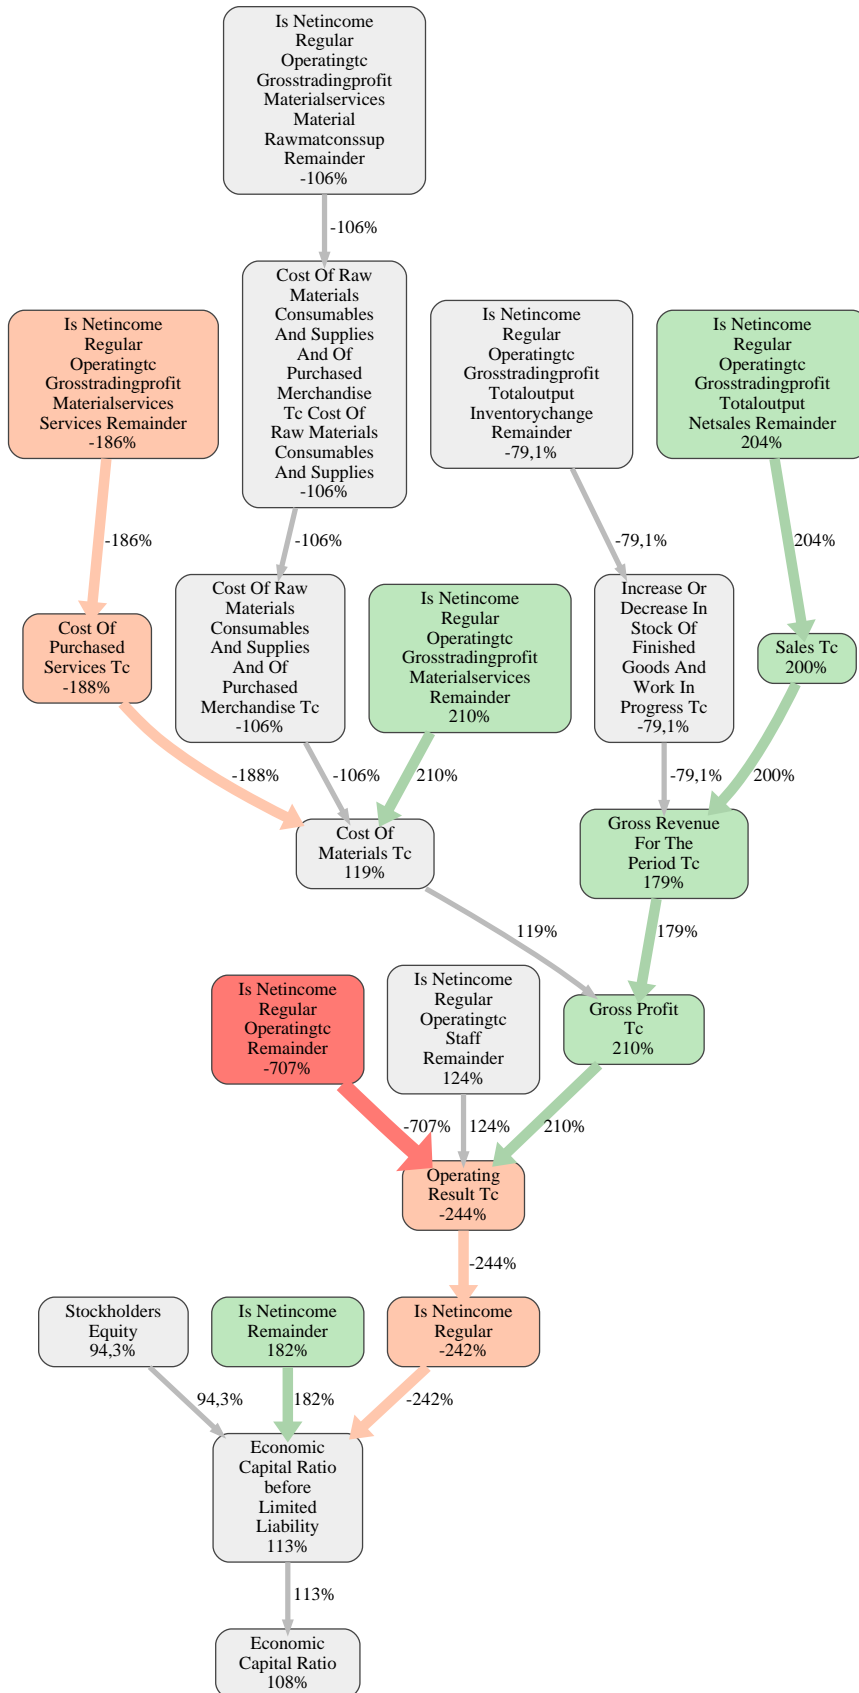 Is Netincome
Regular
Operatingtc
Grosstradingprofit
Materialservices
Material
Rawmatconssup
Remainder
-106%
-106%
Cost Of Raw
Materials
Consumables
And Supplies
And Of
Purchased
Merchandise
Tc Cost Of
Raw Materials
Consumables
And Supplies
-106%
Is Netincome
Regular
Operatingtc
Grosstradingprofit
Materialservices
Services Remainder
-186%
Is Netincome
Regular
Operatingtc
Grosstradingprofit
Totaloutput
Inventorychange
Remainder
-79,1%
Is Netincome
Regular
Operatingtc
Grosstradingprofit
Totaloutput
Netsales Remainder
204%
-186%
-106%
-79,1%
204%
Cost Of
Purchased
Services Tc
-188%
Cost Of Raw
Materials
Consumables
And Supplies
And Of
Purchased
Merchandise Tc
-106%
Is Netincome
Regular
Operatingtc
Grosstradingprofit
Materialservices
Remainder
210%
Increase Or
Decrease In
Stock Of
Finished
Goods And
Work In
Progress Tc
-79,1%
Sales Tc
200%
-188%
-106%
210%
-79,1%
200%
Cost Of
Materials Tc
119%
Gross Revenue
For The
Period Tc
179%
119%
179%
Is Netincome
Regular
Operatingtc
Remainder
-707%
Is Netincome
Regular
Operatingtc
Staff
Remainder
124%
Gross Profit
Tc
210%
-707%
124%
210%
Operating
Result Tc
-244%
-244%
Stockholders
Equity
94,3%
Is Netincome
Remainder
182%
Is Netincome
Regular
-242%
94,3%
182%
-242%
Economic
Capital Ratio
before
Limited
Liability
113%
113%
Economic
Capital Ratio
108%